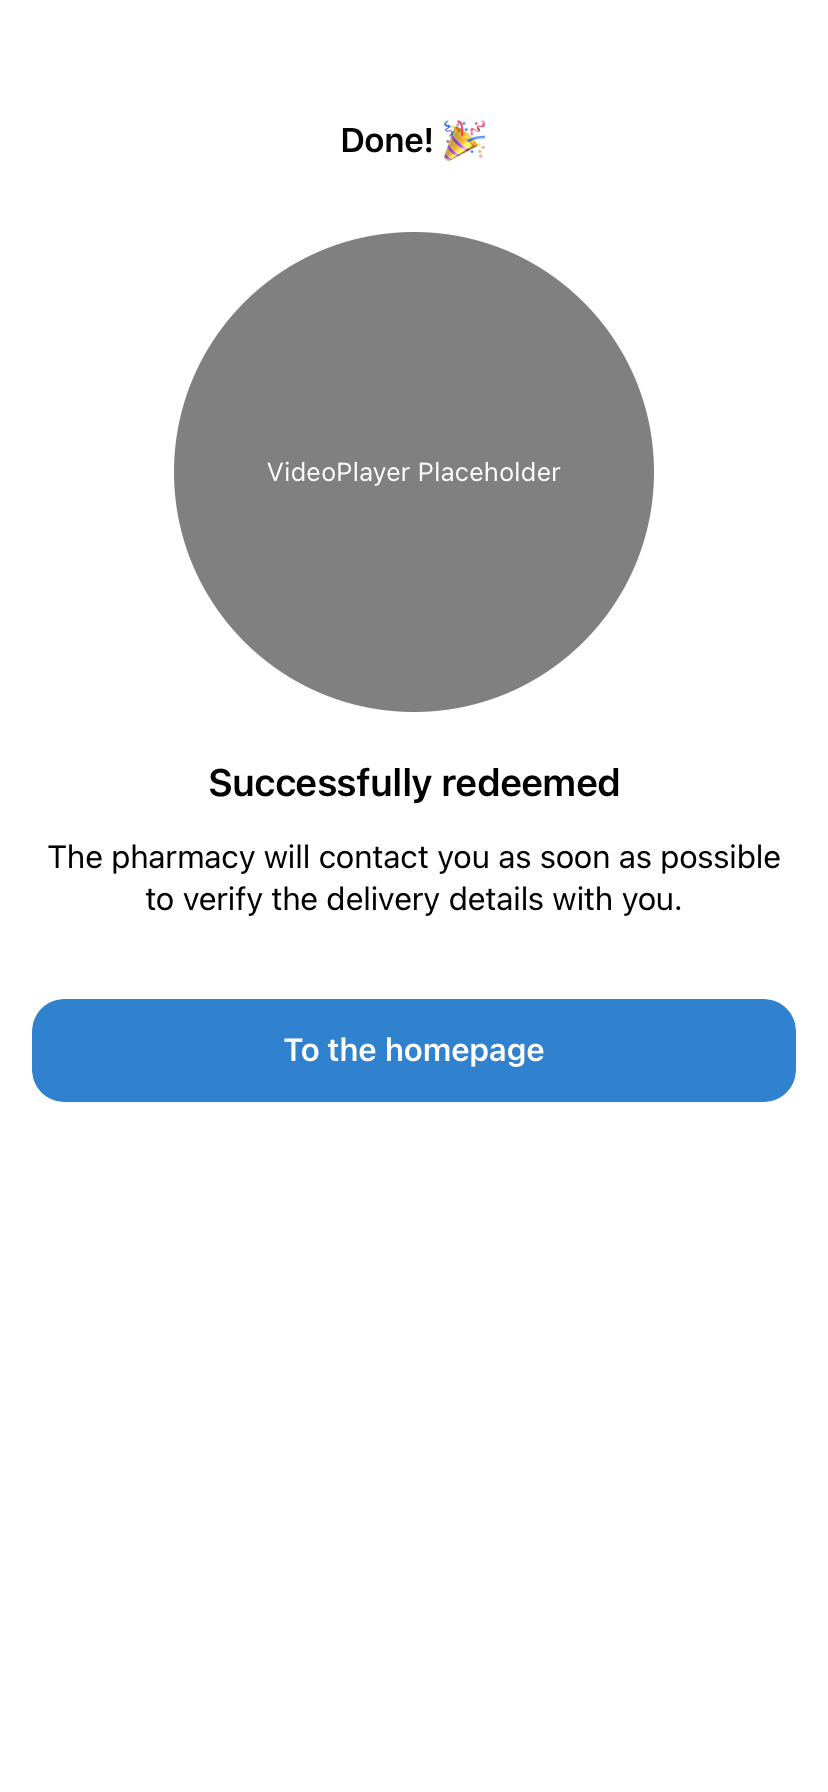 Done! 🎉
VideoPlayer Placeholder
Successfully redeemed
The pharmacy will contact you as soon as possible
to verify the delivery details with you.
To the homepage